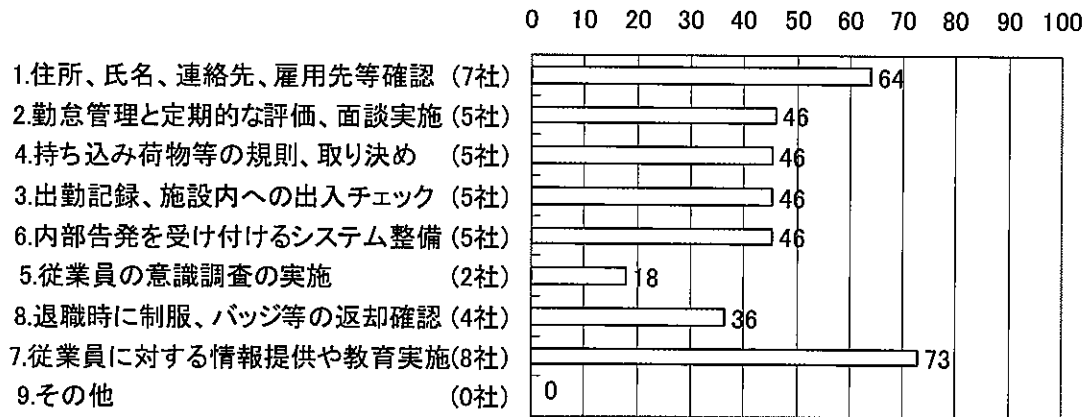 0 10 20 30 40 50 60 70 80 90 100
1.住所、氏名、連絡先、雇用先等確認 (7社) 64
2.勤怠管理と定期的な評価、面談実施 (5社) 46
4.持ち込み荷物等の規則、取り決め (5社) 46
3.出勤記録、施設内への出入チェック (5社) 46
6.内部告発を受け付けるシステム整備 (5社) 46
5.従業員の意識調査の実施 (2社) 18
8.退職時に制服、バッジ等の返却確認 (4社) 36
7.従業員に対する情報提供や教育実施(8社) 73
9.その他 (0社) 0